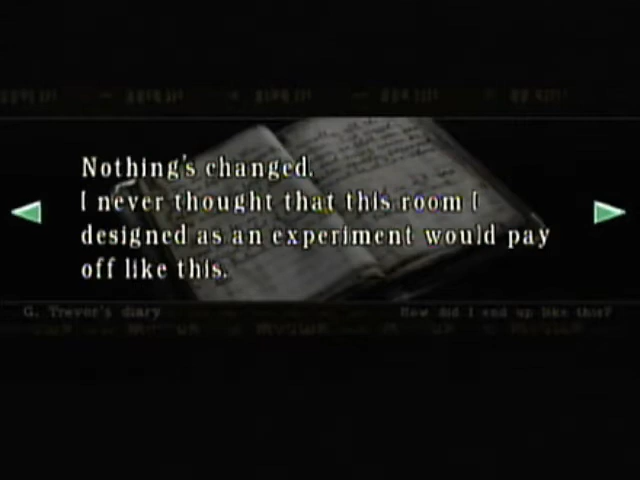 Nothing's changed.
I never thought that this room I
designed as an experiment would pay
off like this.
G. Trevor's diary
How did I end up like this?